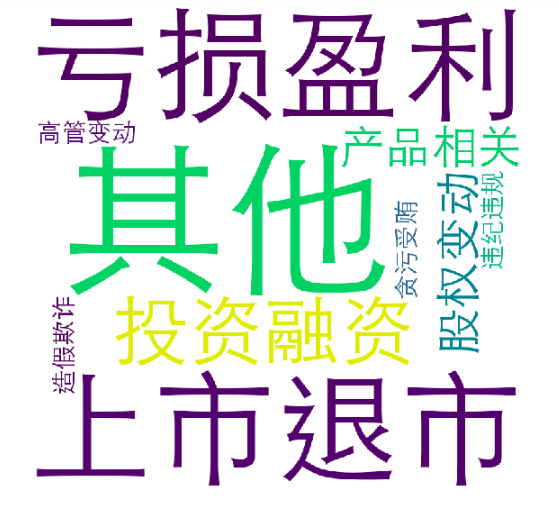 亏损盈利
高管变动
产品相关
其他
股权变动
违纪违规
贪污受贿
投资融资
造假欺诈
上市退市